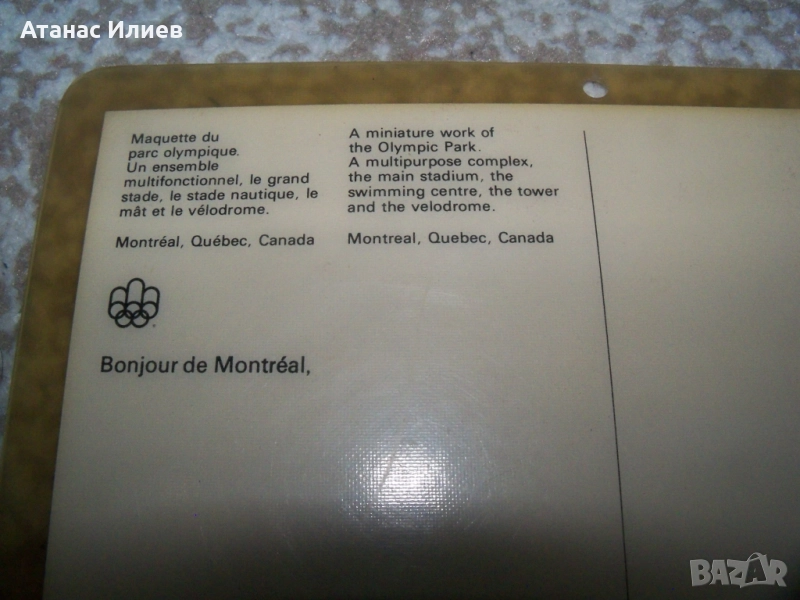 Атанас Илиев
Maquette du
parc olympique.
Un ensemble
multifonctionnel, le grand
stade, le stade nautique, le
mât et le vélodrome.
Montréal, Québec, Canada
A miniature work of
the Olympic Park.
A multipurpose complex,
the main stadium, the
swimming centre, the tower
and the velodrome.
Montreal, Quebec, Canada
Bonjour de Montréal,
BAZAR